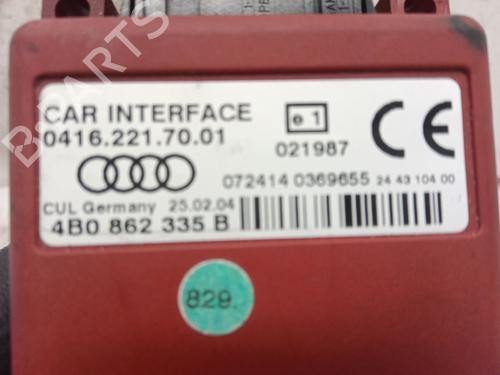 CAR INTERFACE
0416.221.70.01
e 1
021987
CE
072414 0369655 24 43 104 00
CUL Germany 25.02.04
4B0 862 335 B
829.